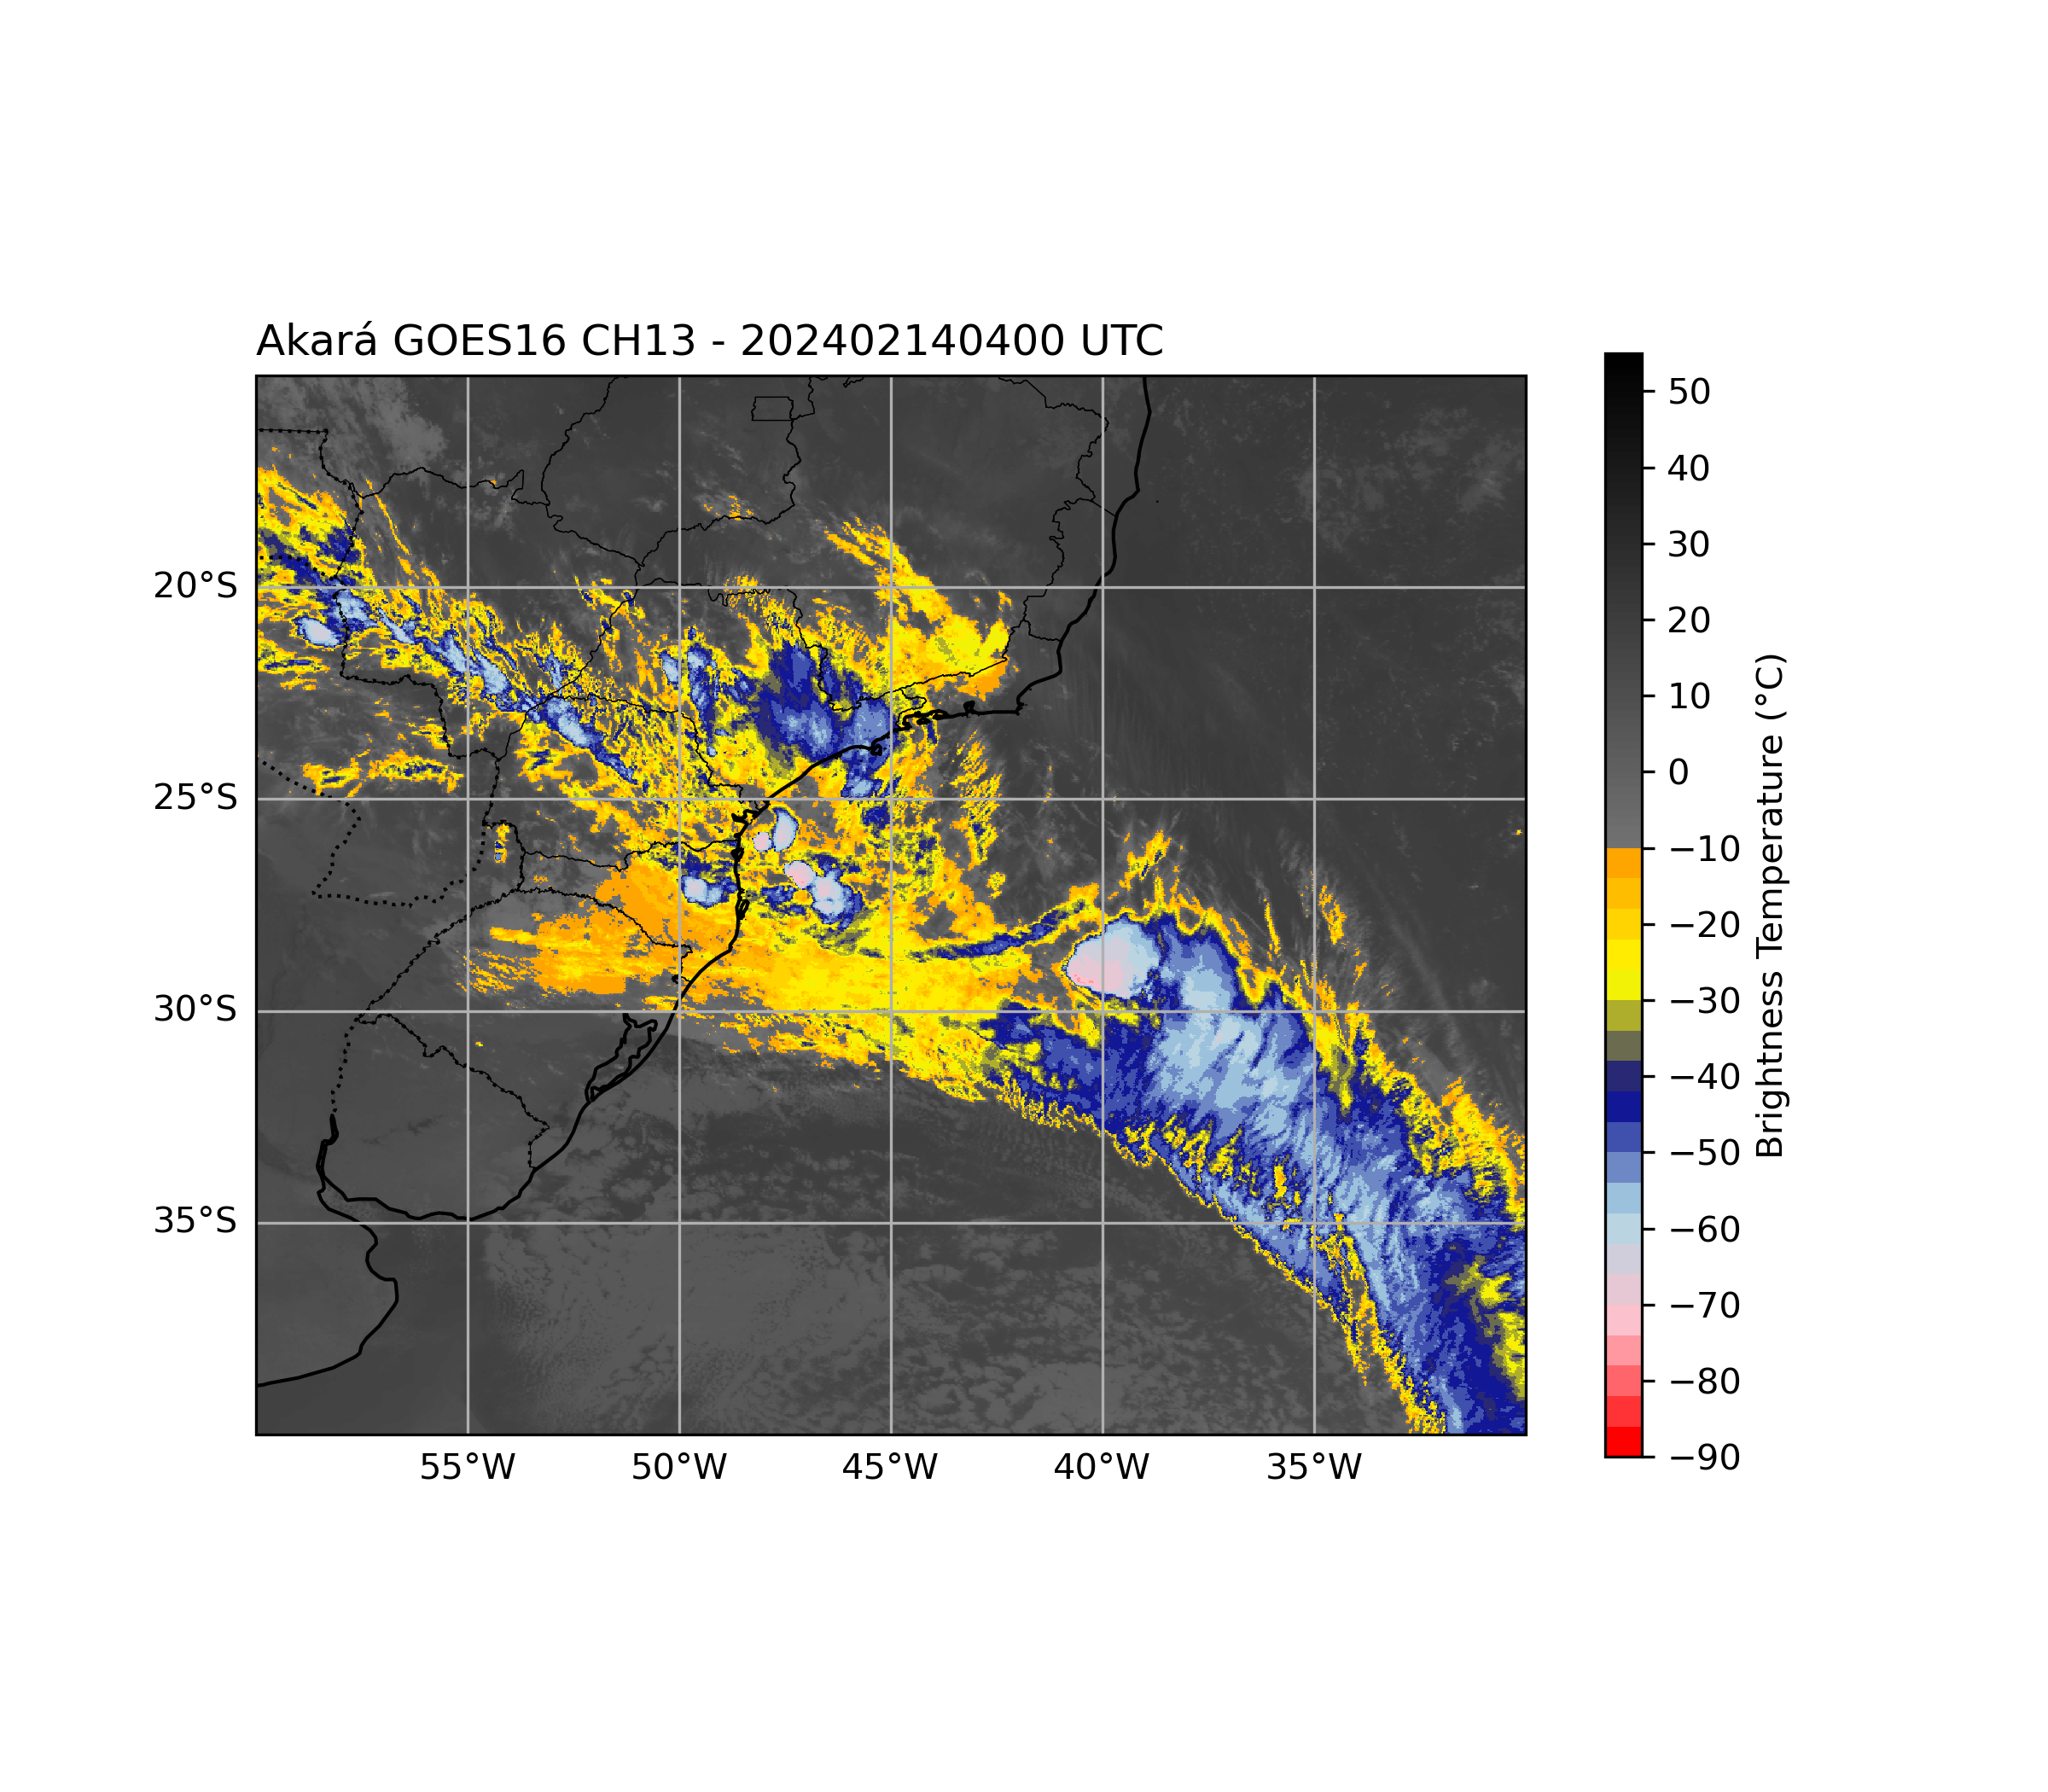 Akará GOES16 CH13 - 202402140400 UTC
20°S
25°S
30°S
35°S
55°W
50°W
45°W
40°W
35°W
50
40
30
20
10
0
−10
−20
−30
−40
−50
−60
−70
−80
−90
Brightness Temperature (°C)